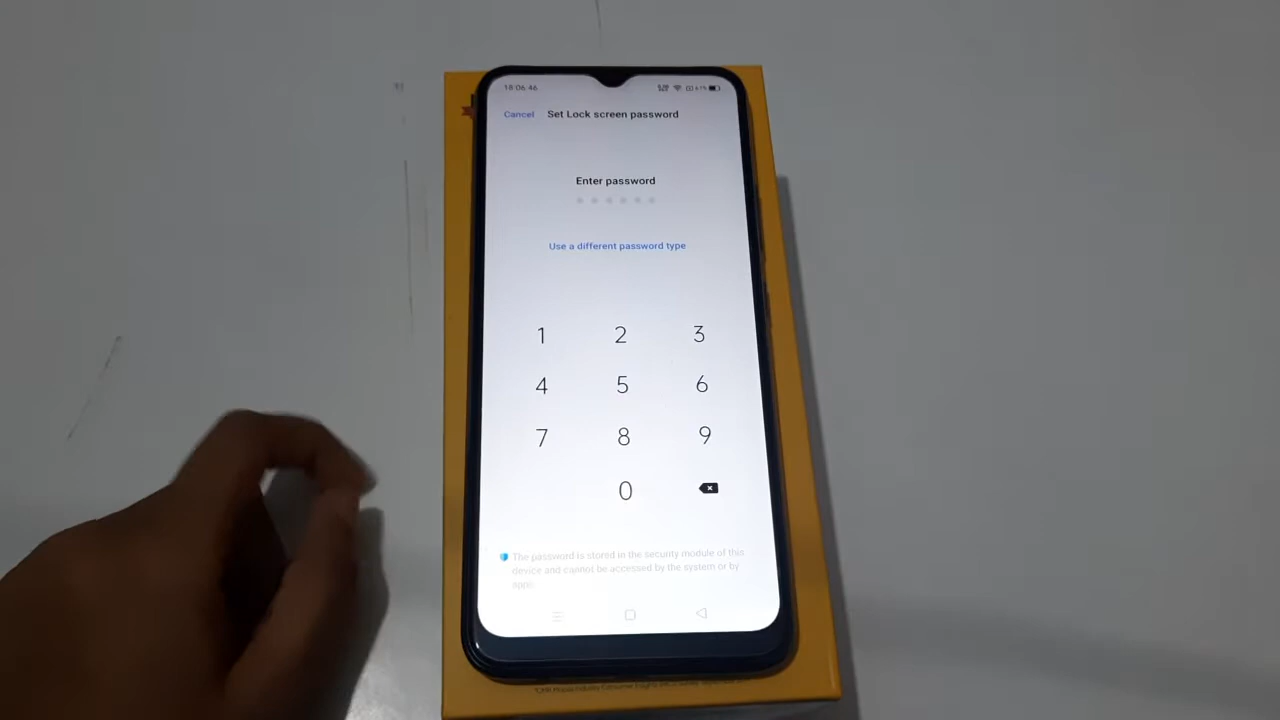 18:06:46
Cancel Set Lock screen password
Enter password
Use a different password type
1 2 3
4 5 6
7 8 9
0
The password is stored in the security module of this
device and cannot be accessed by the system or by
apps.